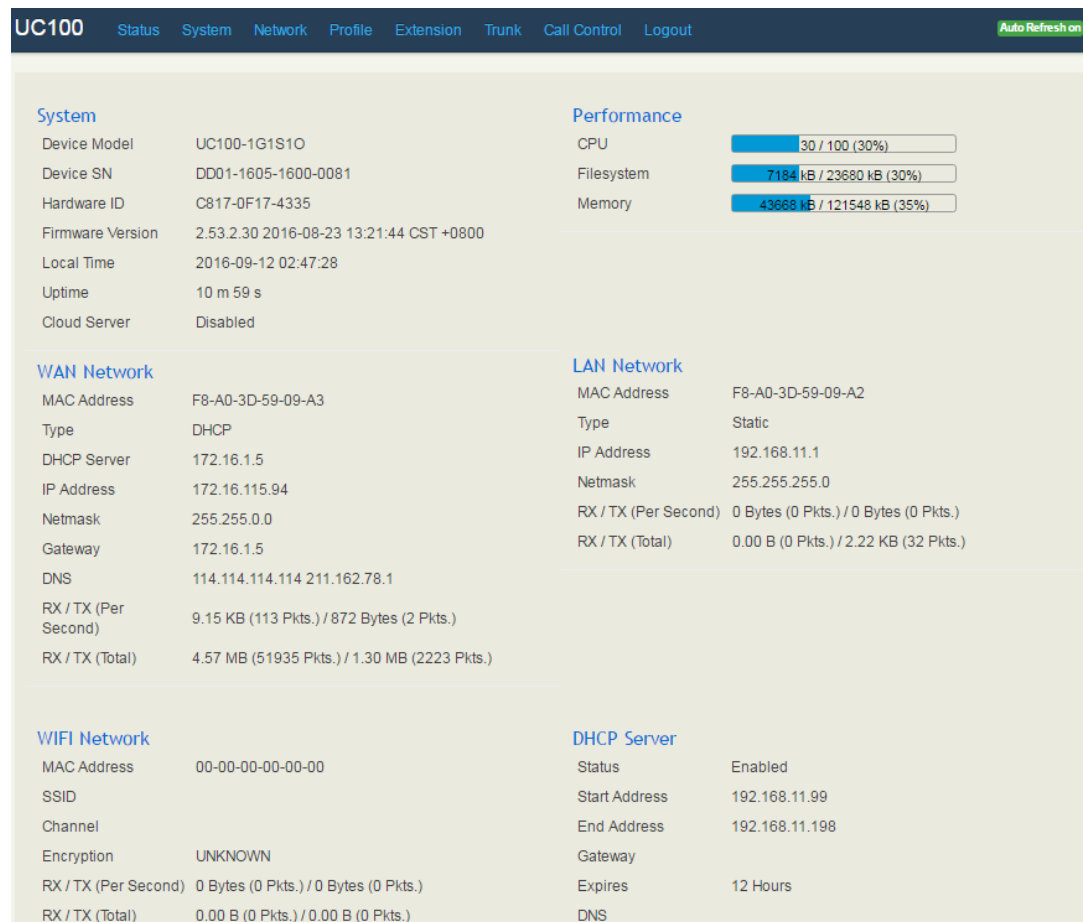 UC100 Status System Network Profile Extension Trunk Call Control Logout Auto Refresh on
System
Device Model UC100-1G1S1O
Device SN DD01-1605-1600-0081
Hardware ID C817-0F17-4335
Firmware Version 2.53.2.30 2016-08-23 13:21:44 CST +0800
Local Time 2016-09-12 02:47:28
Uptime 10 m 59 s
Cloud Server Disabled
Performance
CPU 30 / 100 (30%)
Filesystem 7184 kB / 23680 kB (30%)
Memory 43668 kB / 121548 kB (35%)
WAN Network
MAC Address F8-A0-3D-59-09-A3
Type DHCP
DHCP Server 172.16.1.5
IP Address 172.16.115.94
Netmask 255.255.0.0
Gateway 172.16.1.5
DNS 114.114.114.114 211.162.78.1
RX / TX (Per
Second) 9.15 KB (113 Pkts.) / 872 Bytes (2 Pkts.)
RX / TX (Total) 4.57 MB (51935 Pkts.) / 1.30 MB (2223 Pkts.)
LAN Network
MAC Address F8-A0-3D-59-09-A2
Type Static
IP Address 192.168.11.1
Netmask 255.255.255.0
RX / TX (Per Second) 0 Bytes (0 Pkts.) / 0 Bytes (0 Pkts.)
RX / TX (Total) 0.00 B (0 Pkts.) / 2.22 KB (32 Pkts.)
WIFI Network
MAC Address 00-00-00-00-00-00
SSID
Channel
Encryption UNKNOWN
RX / TX (Per Second) 0 Bytes (0 Pkts.) / 0 Bytes (0 Pkts.)
RX / TX (Total) 0.00 B (0 Pkts.) / 0.00 B (0 Pkts.)
DHCP Server
Status Enabled
Start Address 192.168.11.99
End Address 192.168.11.198
Gateway
Expires 12 Hours
DNS